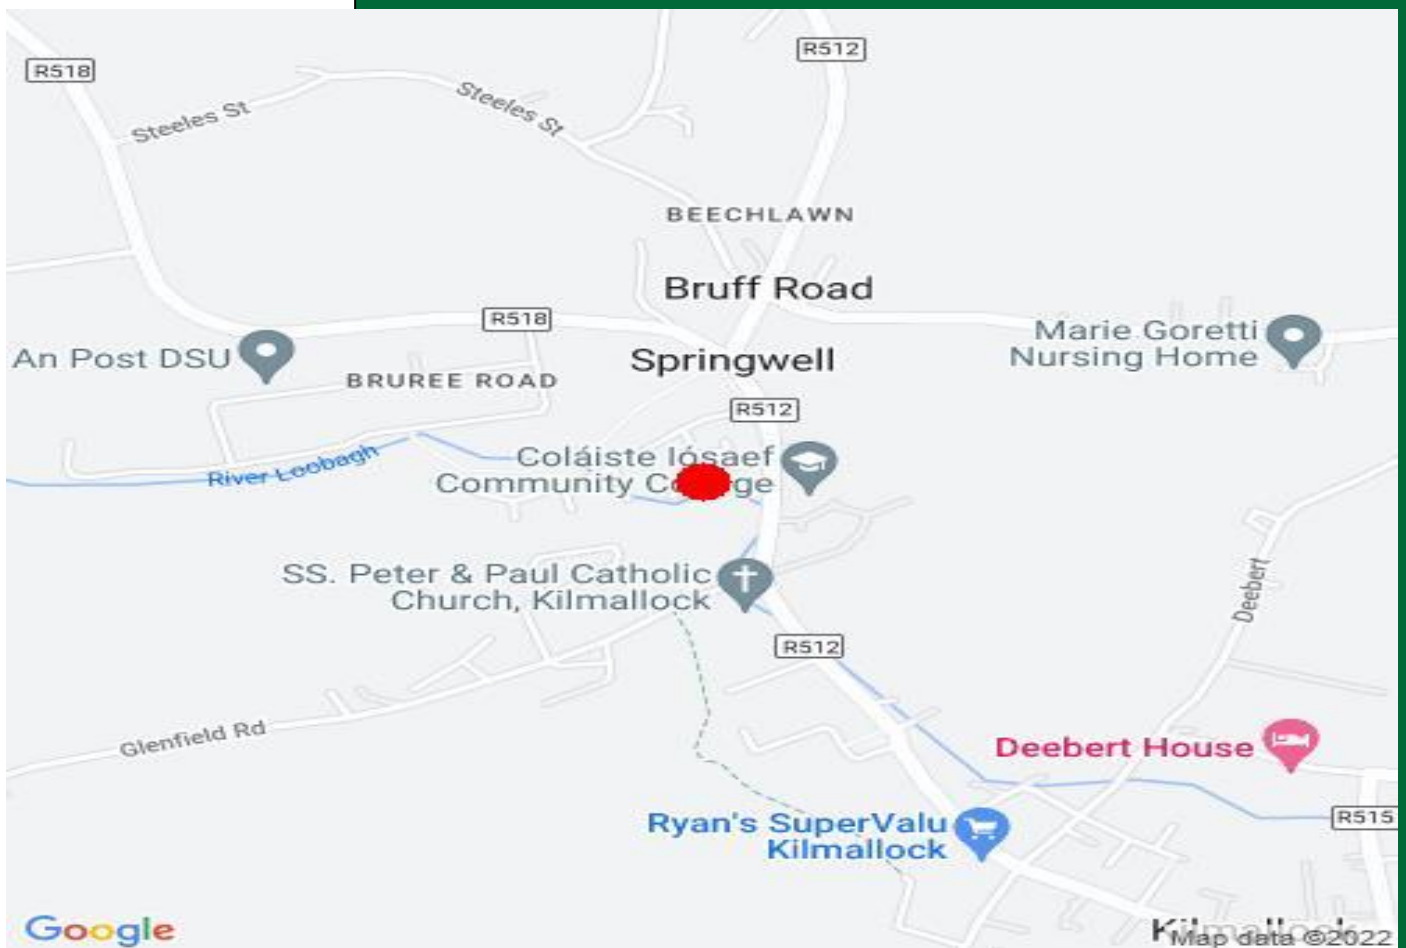 R512
R518
Steeles St
Steeles St
BEECHLAWN
Bruff Road
R518
Marie Goretti
Nursing Home
An Post DSU
Springwell
BRUREE ROAD
R512
Coláiste Iósaef
Community
River Loobagh
SS. Peter & Paul Catholic
Church, Kilmallock
Deebert
R512
Glenfield Rd
Deebert House
R515
Ryan's SuperValu
Kilmallock
Google
Kilmallock
Map data ©2022